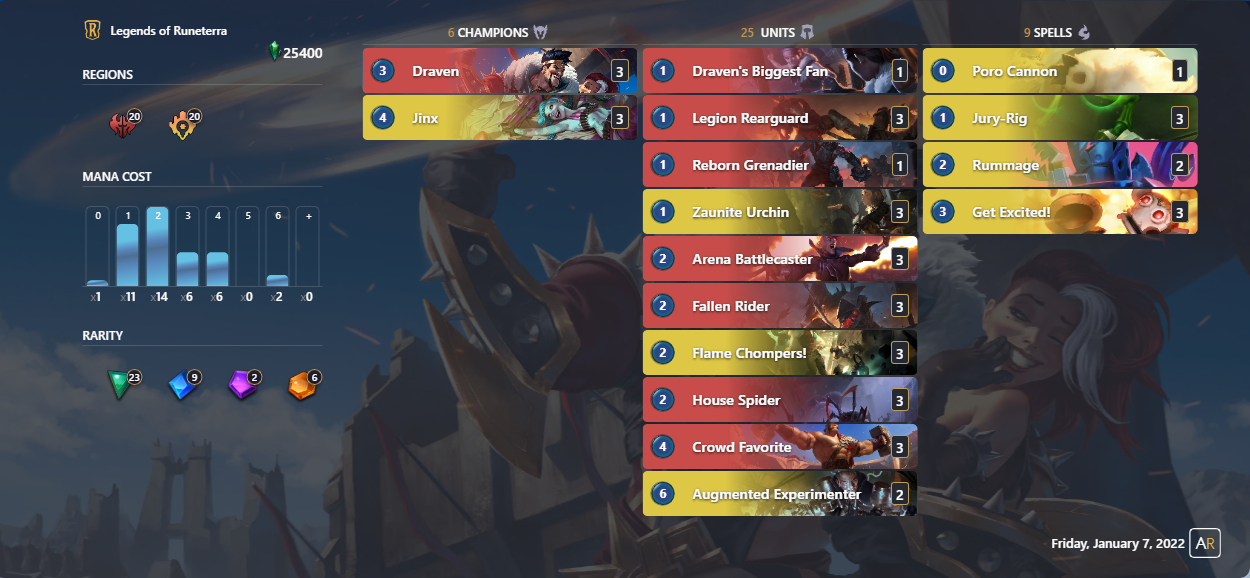 Legends of Runeterra
25400
REGIONS
20
20
MANA COST
0 1 2 3 4 5 6 +
x1 x11 x14 x6 x6 x0 x2 x0
RARITY
23 9 2 6
6 CHAMPIONS
3 Draven 3
4 Jinx 3
25 UNITS
1 Draven's Biggest Fan 1
1 Legion Rearguard 3
1 Reborn Grenadier 1
1 Zaunite Urchin 3
2 Arena Battlecaster 3
2 Fallen Rider 3
2 Flame Chompers! 3
2 House Spider 3
4 Crowd Favorite 3
6 Augmented Experimenter 2
9 SPELLS
0 Poro Cannon 1
1 Jury-Rig 3
2 Rummage 2
3 Get Excited! 3
Friday, January 7, 2022 AR